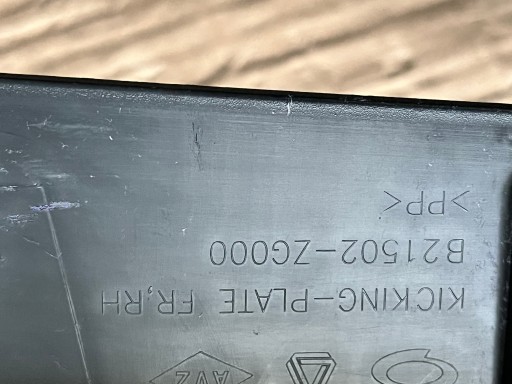 KICKING-PLATE FR,RH
B21502-ZG000
>PP<